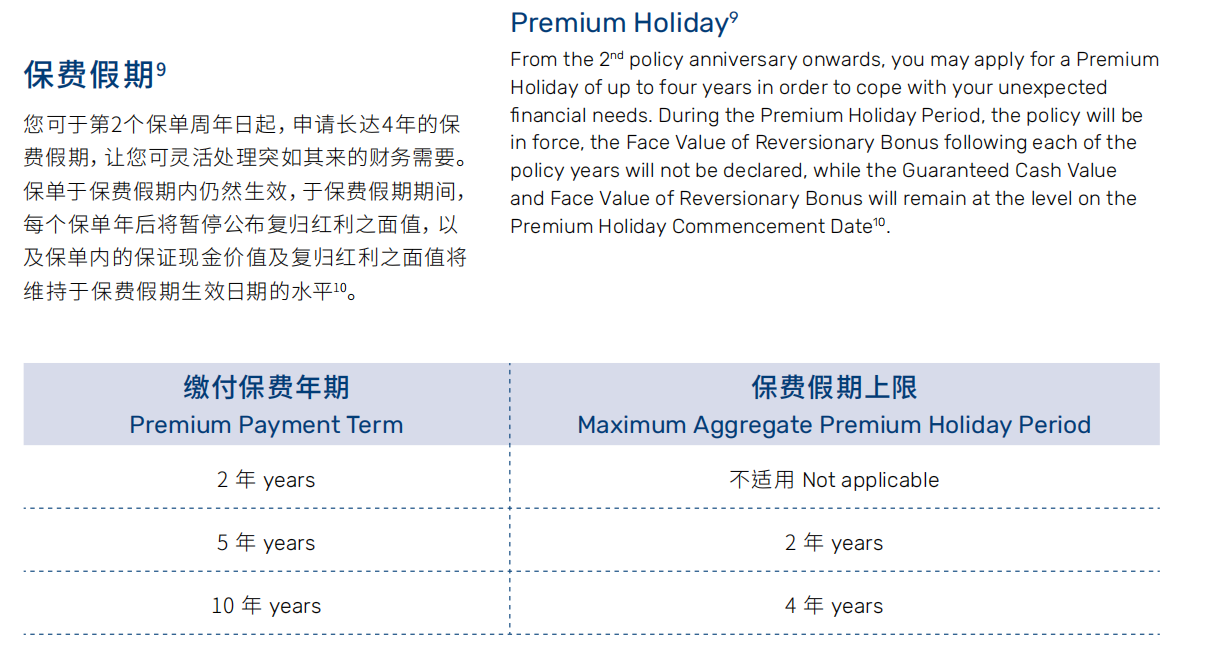 保费假期⁹
您可于第2个保单周年日起，申请长达4年的保
费假期，让您可灵活处理突如其来的财务需要。
保单于保费假期内仍然生效，于保费假期期间，
每个保单年后将暂停公布复归红利之面值，以
及保单内的保证现金价值及复归红利之面值将
维持于保费假期生效日期的水平¹⁰。
Premium Holiday⁹
From the 2ⁿᵈ policy anniversary onwards, you may apply for a Premium
Holiday of up to four years in order to cope with your unexpected
financial needs. During the Premium Holiday Period, the policy will be
in force, the Face Value of Reversionary Bonus following each of the
policy years will not be declared, while the Guaranteed Cash Value
and Face Value of Reversionary Bonus will remain at the level on the
Premium Holiday Commencement Date¹⁰.
缴付保费年期 保费假期上限
Premium Payment Term Maximum Aggregate Premium Holiday Period
2 年 years 不适用 Not applicable
5 年 years 2 年 years
10 年 years 4 年 years